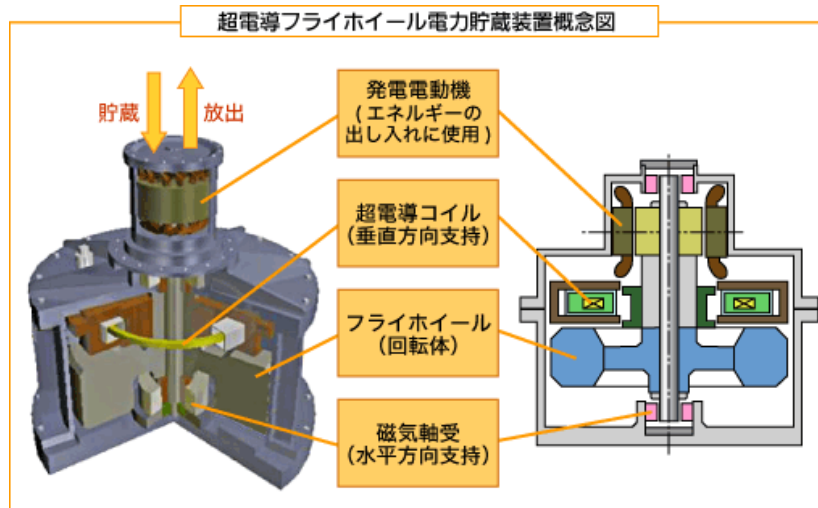 超電導フライホイール電力貯蔵装置概念図
貯蔵
放出
発電電動機
(エネルギーの
出し入れに使用)
超電導コイル
(垂直方向支持)
フライホイール
(回転体)
磁気軸受
(水平方向支持)